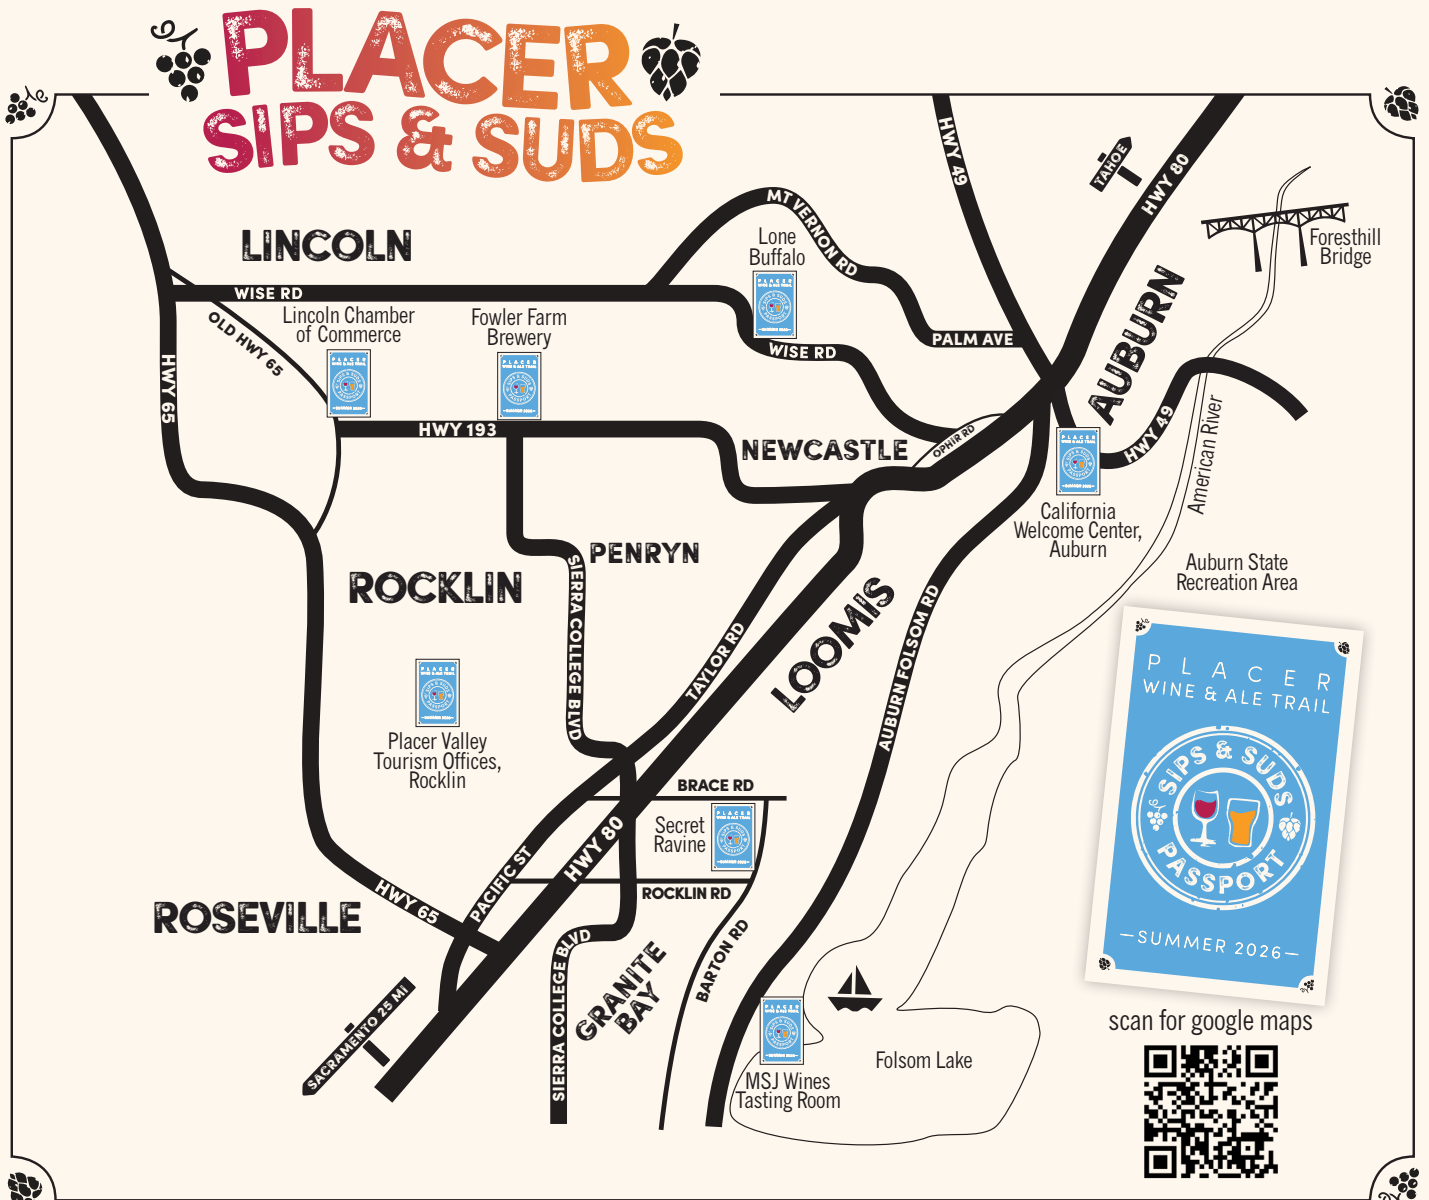 PLACER
SIPS & SUDS
HWY 49
TAHOE
HWY 80
MT VERNON RD
Foresthill
Bridge
LINCOLN
Lone
Buffalo
WISE RD
OLD HWY 65
Lincoln Chamber
of Commerce
Fowler Farm
Brewery
WISE RD
PALM AVE
AUBURN
HWY 65
HWY 193
NEWCASTLE
OPHIR RD
HWY 49
American River
California
Welcome Center,
Auburn
PENRYN
ROCKLIN
SIERRA COLLEGE BLVD
TAYLOR RD
LOOMIS
AUBURN FOLSOM RD
Auburn State
Recreation Area
Placer Valley
Tourism Offices,
Rocklin
BRACE RD
Secret
Ravine
HWY 80
PACIFIC ST
ROCKLIN RD
HWY 65
ROSEVILLE
SIERRA COLLEGE BLVD
GRANITE
BAY
BARTON RD
SACRAMENTO 25 Mi
MSJ Wines
Tasting Room
Folsom Lake
PLACER
WINE & ALE TRAIL
SIPS & SUDS
PASSPORT
—SUMMER 2026—
scan for google maps